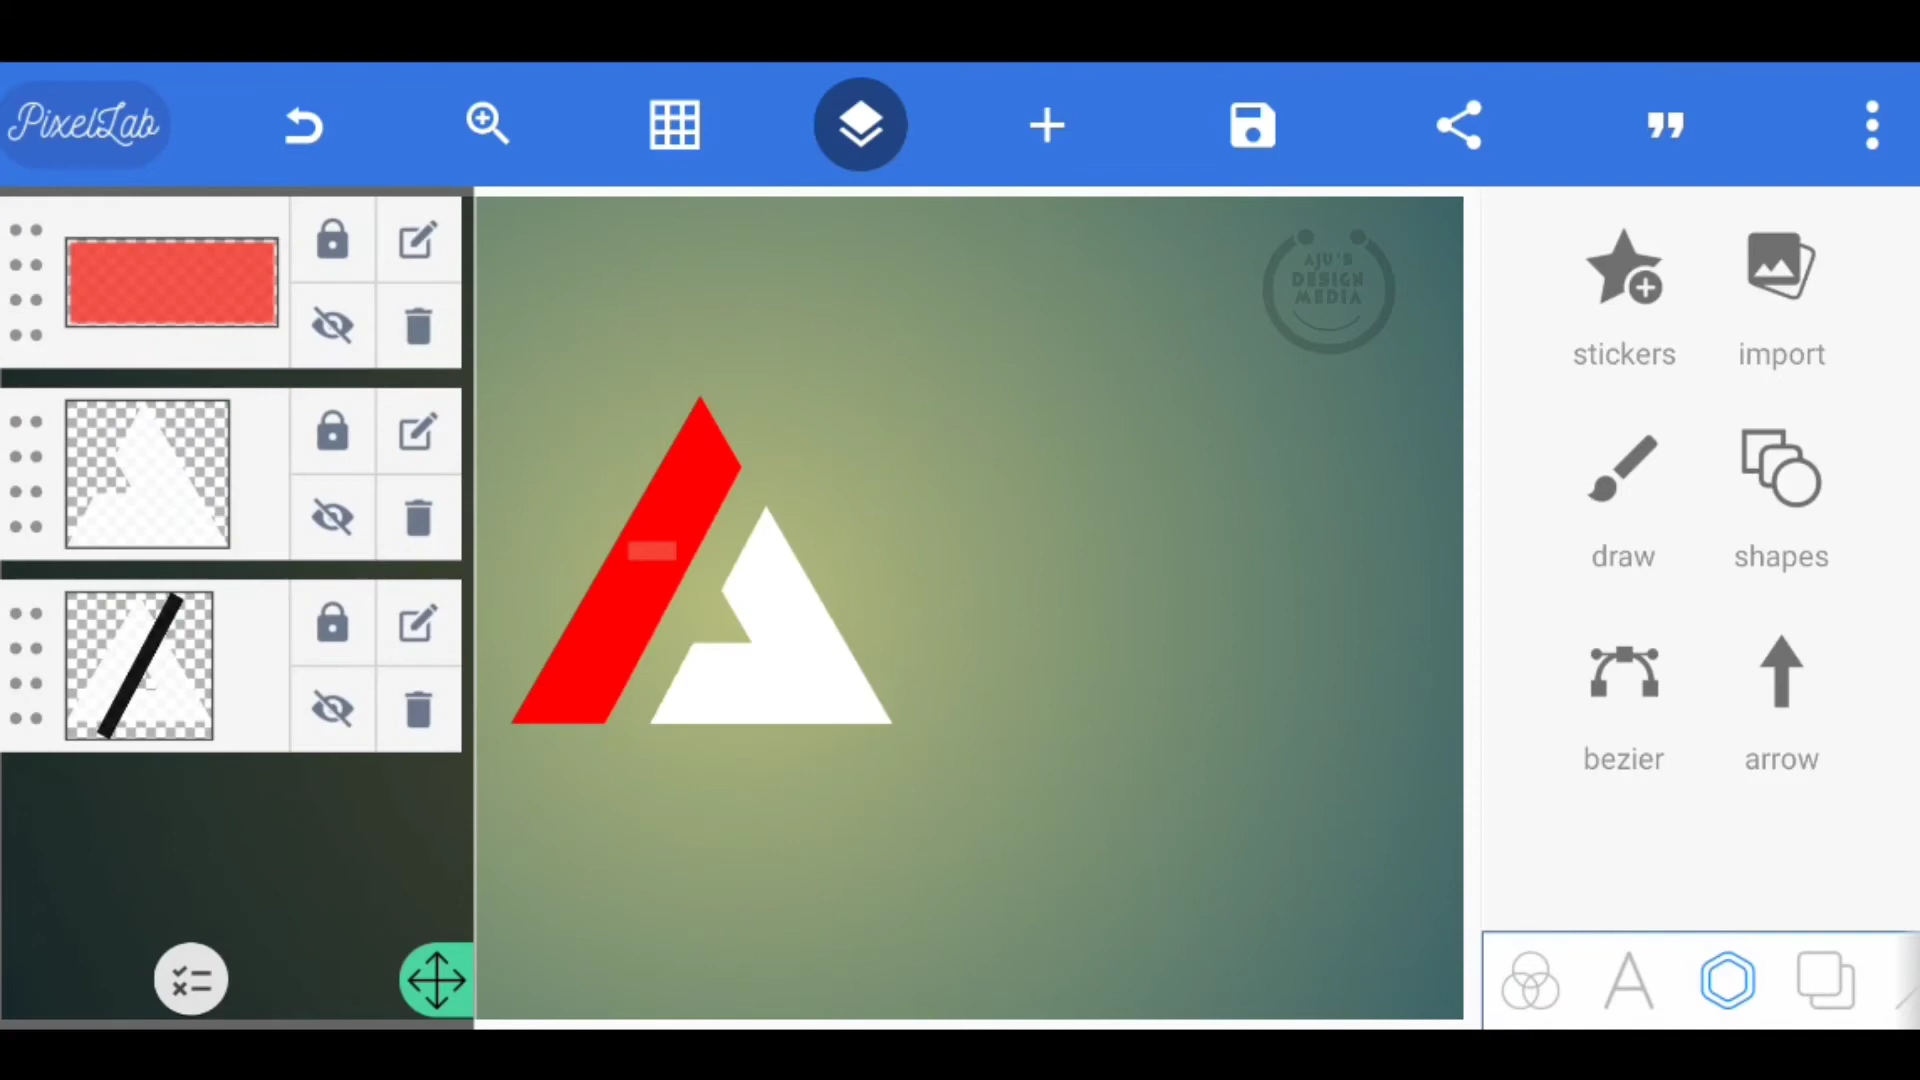 PixelLab
AJU'S
DESIGN
MEDIA
stickers
import
draw
shapes
bezier
arrow